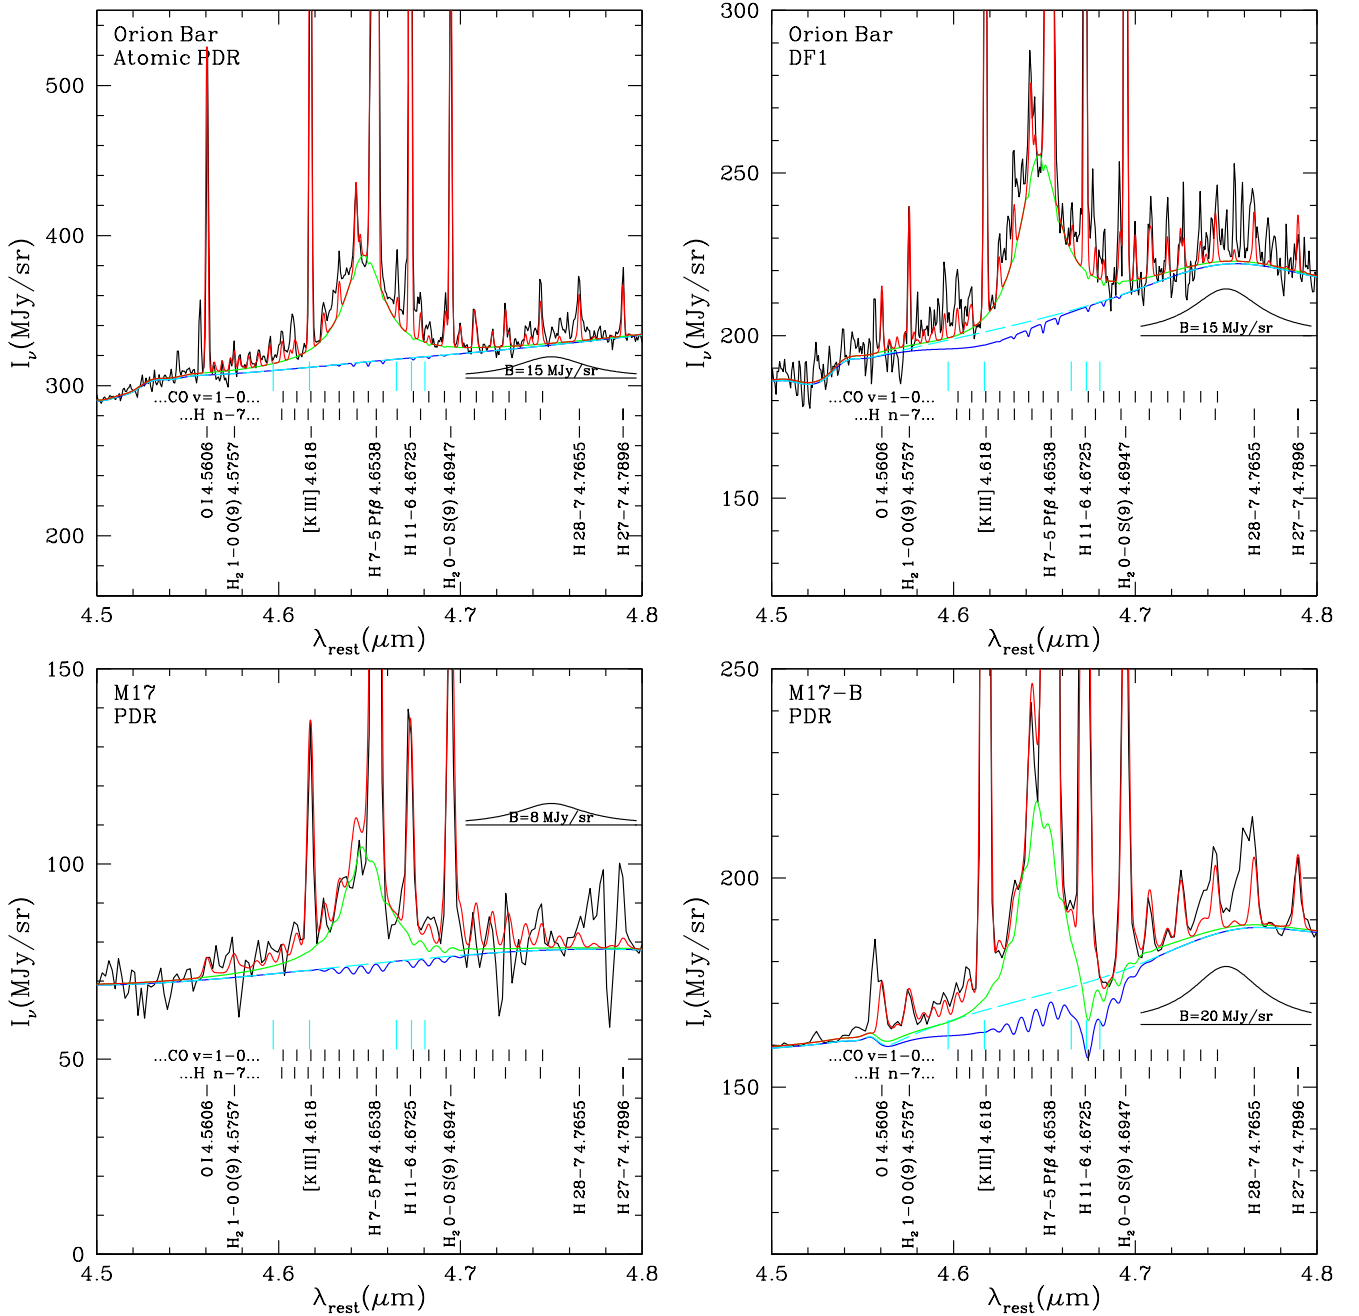 Orion Bar
Atomic PDR
500
400
300
200
I_ν(MJy/sr)
B=15 MJy/sr
...CO v=1-0...
...H n-7...
O I 4.5606
H₂ 1-0 O(9) 4.5757
[K III] 4.618
H 7-5 Pfβ 4.6538
H 11-6 4.6725
H₂ 0-0 S(9) 4.6947
H 28-7 4.7655
H 27-7 4.7896
4.5 4.6 4.7 4.8
λ_rest(μm)
Orion Bar
DF1
300
250
200
150
I_ν(MJy/sr)
B=15 MJy/sr
...CO v=1-0...
...H n-7...
O I 4.5606
H₂ 1-0 O(9) 4.5757
[K III] 4.618
H 7-5 Pfβ 4.6538
H 11-6 4.6725
H₂ 0-0 S(9) 4.6947
H 28-7 4.7655
H 27-7 4.7896
4.5 4.6 4.7 4.8
λ_rest(μm)
M17
PDR
150
100
50
0
I_ν(MJy/sr)
B=8 MJy/sr
...CO v=1-0...
...H n-7...
O I 4.5606
H₂ 1-0 O(9) 4.5757
[K III] 4.618
H 7-5 Pfβ 4.6538
H 11-6 4.6725
H₂ 0-0 S(9) 4.6947
H 28-7 4.7655
H 27-7 4.7896
4.5 4.6 4.7 4.8
λ_rest(μm)
M17-B
PDR
250
200
150
I_ν(MJy/sr)
B=20 MJy/sr
...CO v=1-0...
...H n-7...
O I 4.5606
H₂ 1-0 O(9) 4.5757
[K III] 4.618
H 7-5 Pfβ 4.6538
H 11-6 4.6725
H₂ 0-0 S(9) 4.6947
H 28-7 4.7655
H 27-7 4.7896
4.5 4.6 4.7 4.8
λ_rest(μm)